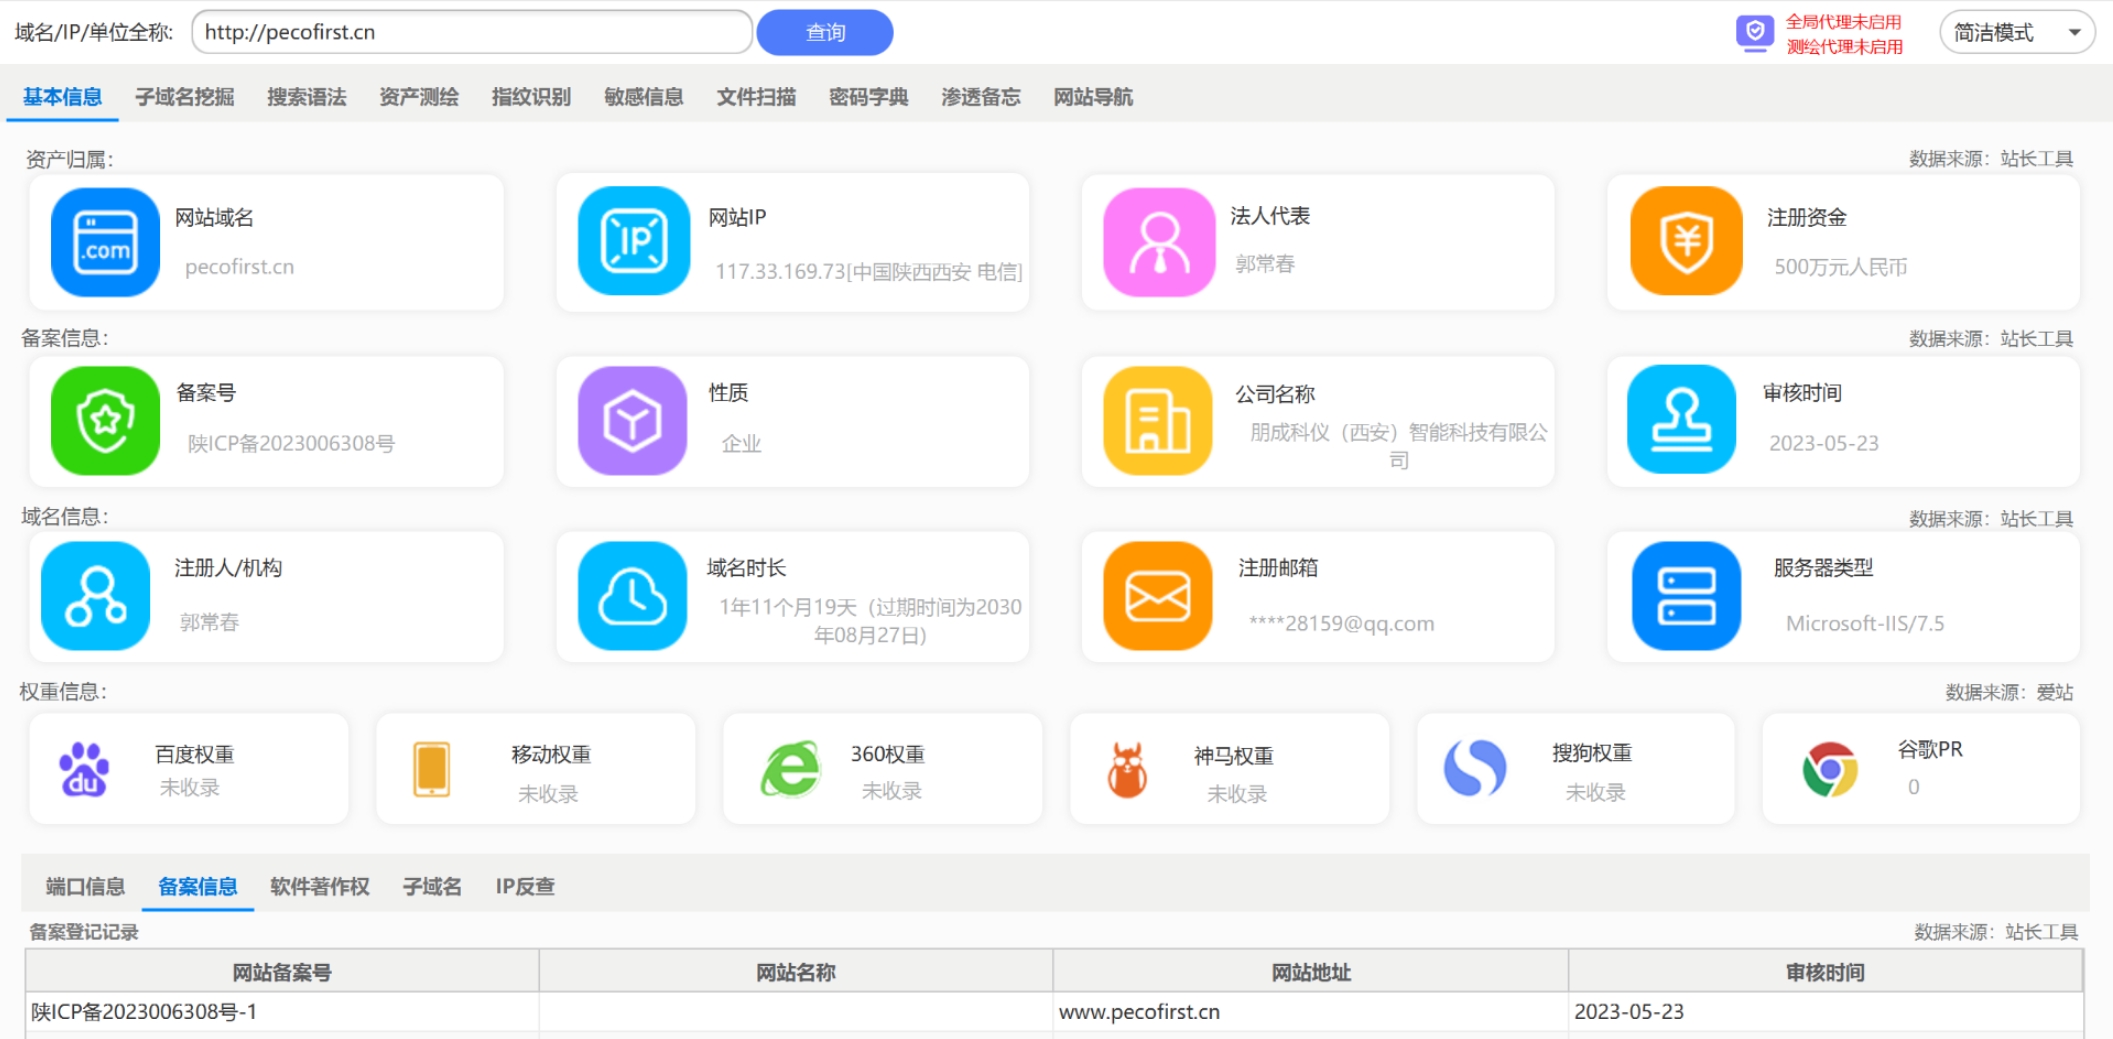 域名/IP/单位全称: http://pecofirst.cn 查询
全局代理未启用
测绘代理未启用
简洁模式
基本信息 子域名挖掘 搜索语法 资产测绘 指纹识别 敏感信息 文件扫描 密码字典 渗透备忘 网站导航
资产归属: 数据来源：站长工具
.com
网站域名
pecofirst.cn
IP
网站IP
117.33.169.73[中国陕西西安 电信]
法人代表
郭常春
注册资金
500万元人民币
备案信息: 数据来源：站长工具
备案号
陕ICP备2023006308号
性质
企业
公司名称
朋成科仪（西安）智能科技有限公
司
审核时间
2023-05-23
域名信息: 数据来源：站长工具
注册人/机构
郭常春
域名时长
1年11个月19天（过期时间为2030
年08月27日)
注册邮箱
****28159@qq.com
服务器类型
Microsoft-IIS/7.5
权重信息: 数据来源：爱站
du
百度权重
未收录
移动权重
未收录
360权重
未收录
神马权重
未收录
搜狗权重
未收录
谷歌PR
0
端口信息 备案信息 软件著作权 子域名 IP反查
备案登记记录 数据来源：站长工具
网站备案号 网站名称 网站地址 审核时间
陕ICP备2023006308号-1 www.pecofirst.cn 2023-05-23